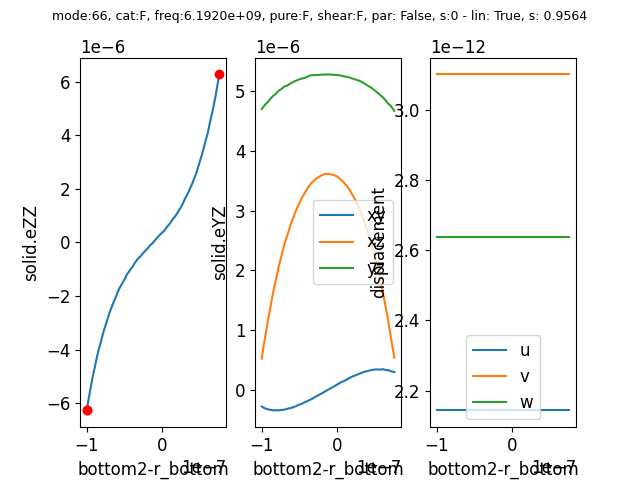 mode:66, cat:F, freq:6.1920e+09, pure:F, shear:F, par: False, s:0 - lin: True, s: 0.9564
1e−6
6
4
2
0
−2
−4
−6
solid.eZZ
−1
0
1e−7
bottom2-r_bottom
1e−6
5
4
3
2
1
0
solid.eYZ
xy
xz
yz
−1
0
1e−7
bottom2-r_bottom
1e−12
3.0
2.8
2.6
2.4
2.2
displacement
u
v
w
−1
0
1e−7
bottom2-r_bottom